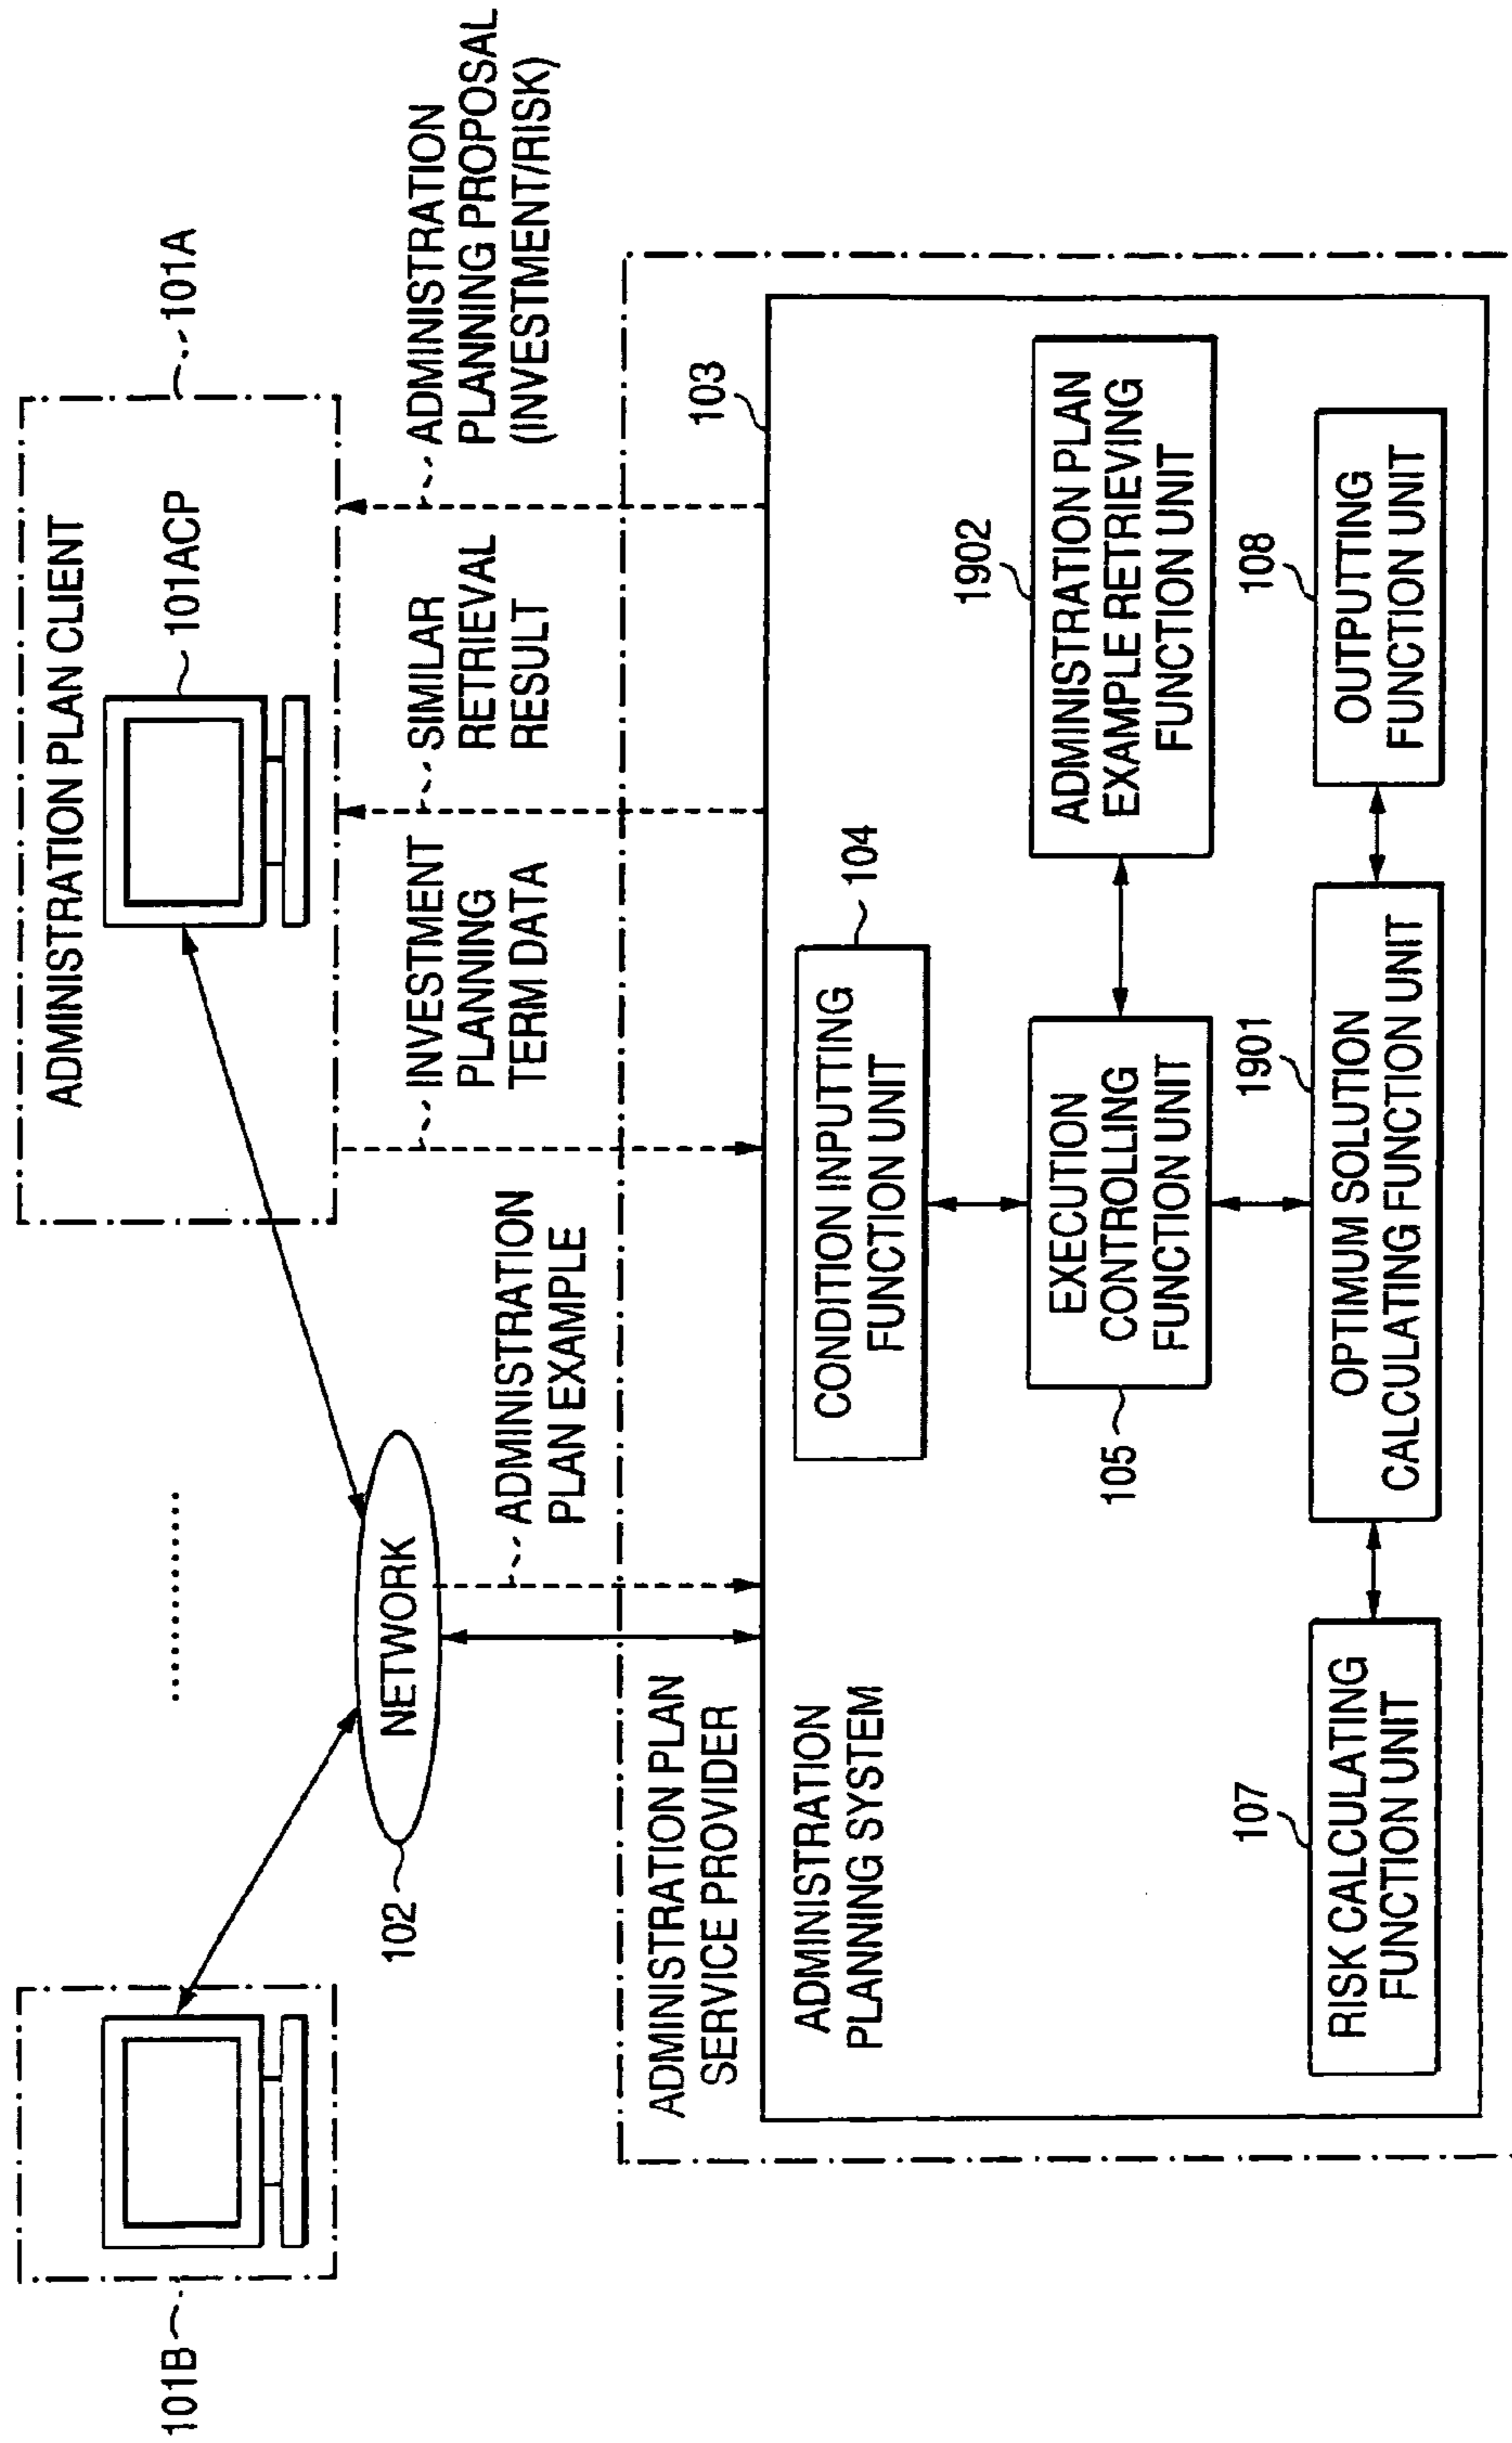 101B
101A
ADMINISTRATION PLAN CLIENT
101ACP
NETWORK
102
ADMINISTRATION
PLAN EXAMPLE
INVESTMENT
PLANNING
TERM DATA
SIMILAR
RETRIEVAL
RESULT
ADMINISTRATION
PLANNING PROPOSAL
(INVESTMENT/RISK)
ADMINISTRATION PLAN
SERVICE PROVIDER
103
ADMINISTRATION
PLANNING SYSTEM
104
CONDITION INPUTTING
FUNCTION UNIT
105
EXECUTION
CONTROLLING
FUNCTION UNIT
1902
ADMINISTRATION PLAN
EXAMPLE RETRIEVING
FUNCTION UNIT
107
RISK CALCULATING
FUNCTION UNIT
1901
OPTIMUM SOLUTION
CALCULATING FUNCTION UNIT
108
OUTPUTTING
FUNCTION UNIT